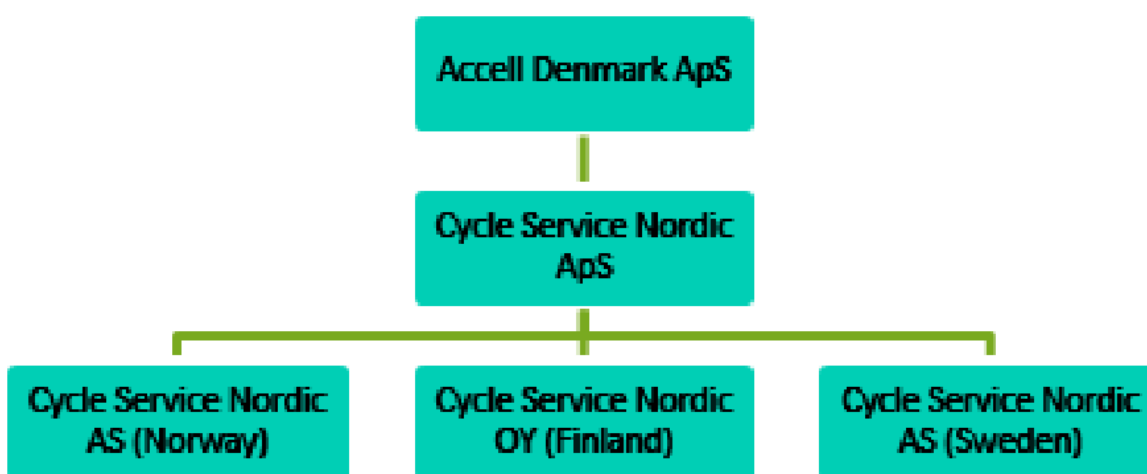 Accell Denmark ApS
Cycle Service Nordic
ApS
Cycle Service Nordic
AS (Norway)
Cycle Service Nordic
OY (Finland)
Cycle Service Nordic
AS (Sweden)